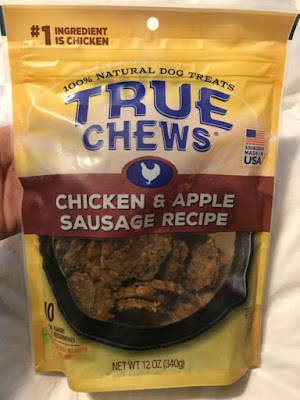 #1 INGREDIENT
IS CHICKEN
100% NATURAL DOG TREATS
TRUE
CHEWS®
SOURCED &
MADE IN
USA
CHICKEN & APPLE
SAUSAGE RECIPE
NET WT 12 OZ (340g)